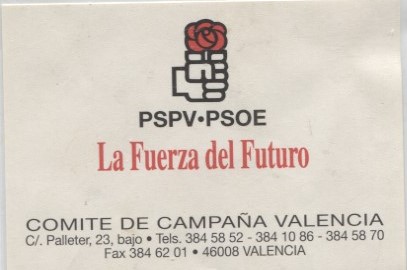 PSPV•PSOE
La Fuerza del Futuro
COMITE DE CAMPAÑA VALENCIA
C/. Palleter, 23, bajo • Tels. 384 58 52 - 384 10 86 - 384 58 70
Fax 384 62 01 • 46008 VALENCIA